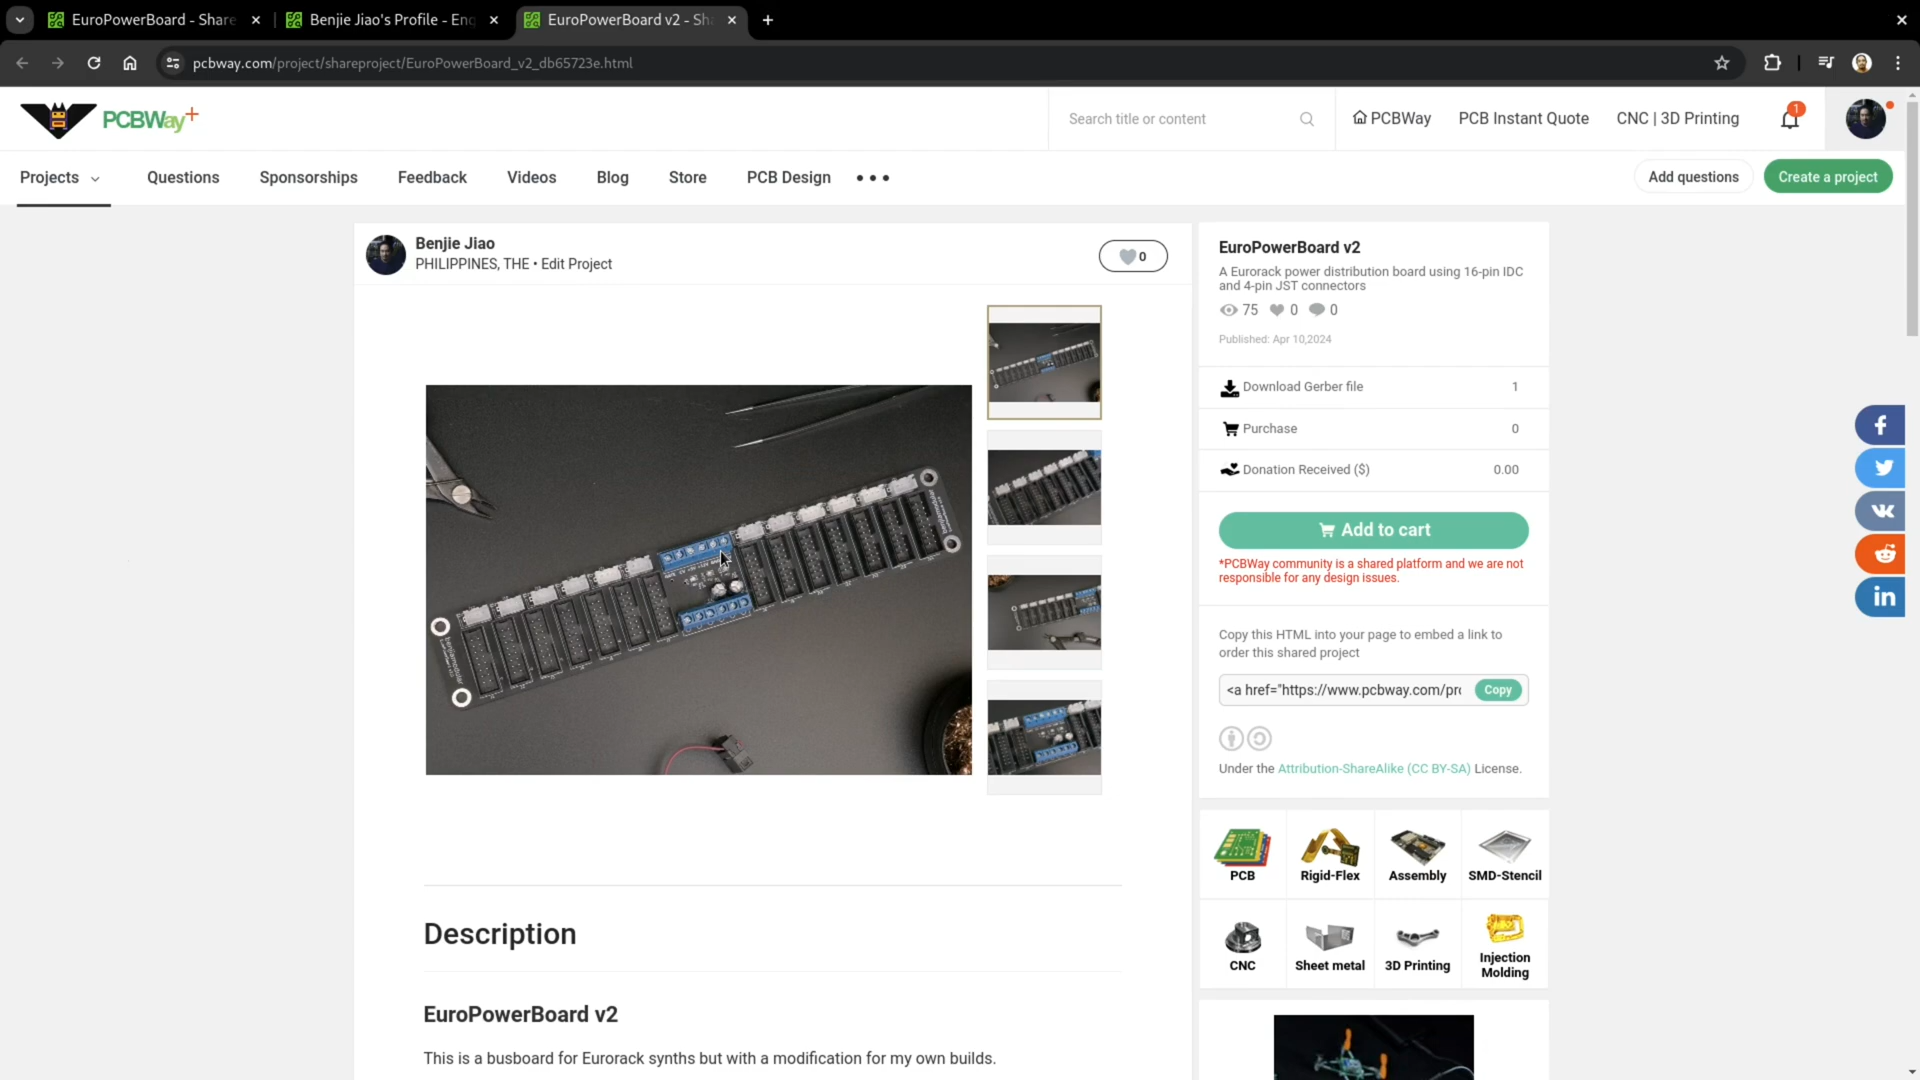 EuroPowerBoard - Share
Benjie Jiao's Profile - Eng
EuroPowerBoard v2 - Sha
pcbway.com/project/shareproject/EuroPowerBoard_v2_db65723e.html
PCBWay+
Search title or content
PCBWay
PCB Instant Quote
CNC | 3D Printing
1
Projects
Questions
Sponsorships
Feedback
Videos
Blog
Store
PCB Design
Add questions
Create a project
Benjie Jiao
PHILIPPINES, THE • Edit Project
0
EuroPowerBoard v2
A Eurorack power distribution board using 16-pin IDC
and 4-pin JST connectors
75 0 0
Published: Apr 10,2024
Download Gerber file 1
Purchase 0
Donation Received ($) 0.00
Add to cart
*PCBWay community is a shared platform and we are not
responsible for any design issues.
Copy this HTML into your page to embed a link to
order this shared project
<a href="https://www.pcbway.com/pro
Copy
Under the Attribution-ShareAlike (CC BY-SA) License.
PCB
Rigid-Flex
Assembly
SMD-Stencil
CNC
Sheet metal
3D Printing
Injection
Molding
Description
EuroPowerBoard v2
This is a busboard for Eurorack synths but with a modification for my own builds.